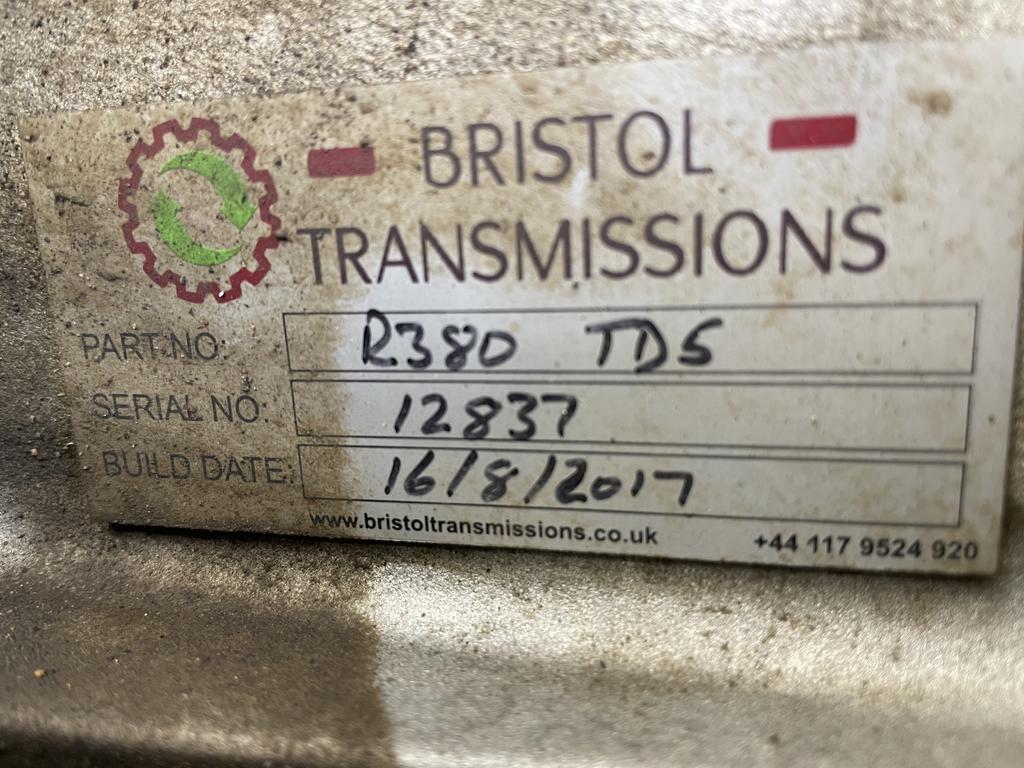 BRISTOL
TRANSMISSIONS
PART NO: R380 TD5
SERIAL NO: 12837
BUILD DATE: 16/8/2017
www.bristoltransmissions.co.uk +44 117 9524 920